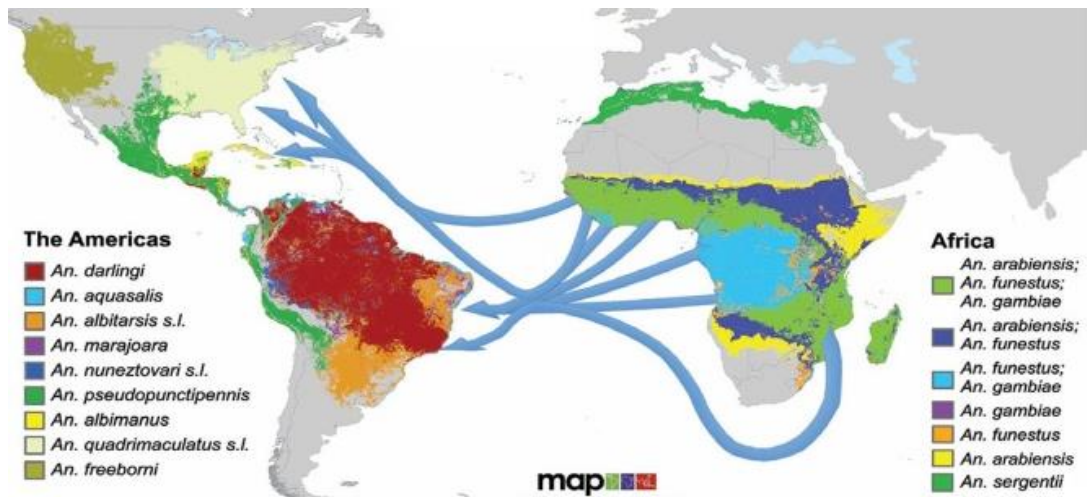 The Americas
An. darlingi
An. aquasalis
An. albitarsis s.l.
An. marajoara
An. nuneztovari s.l.
An. pseudopunctipennis
An. albimanus
An. quadrimaculatus s.l.
An. freeborni
map
Africa
An. arabiensis;
An. funestus;
An. gambiae
An. arabiensis;
An. funestus
An. funestus;
An. gambiae
An. gambiae
An. funestus
An. arabiensis
An. sergentii